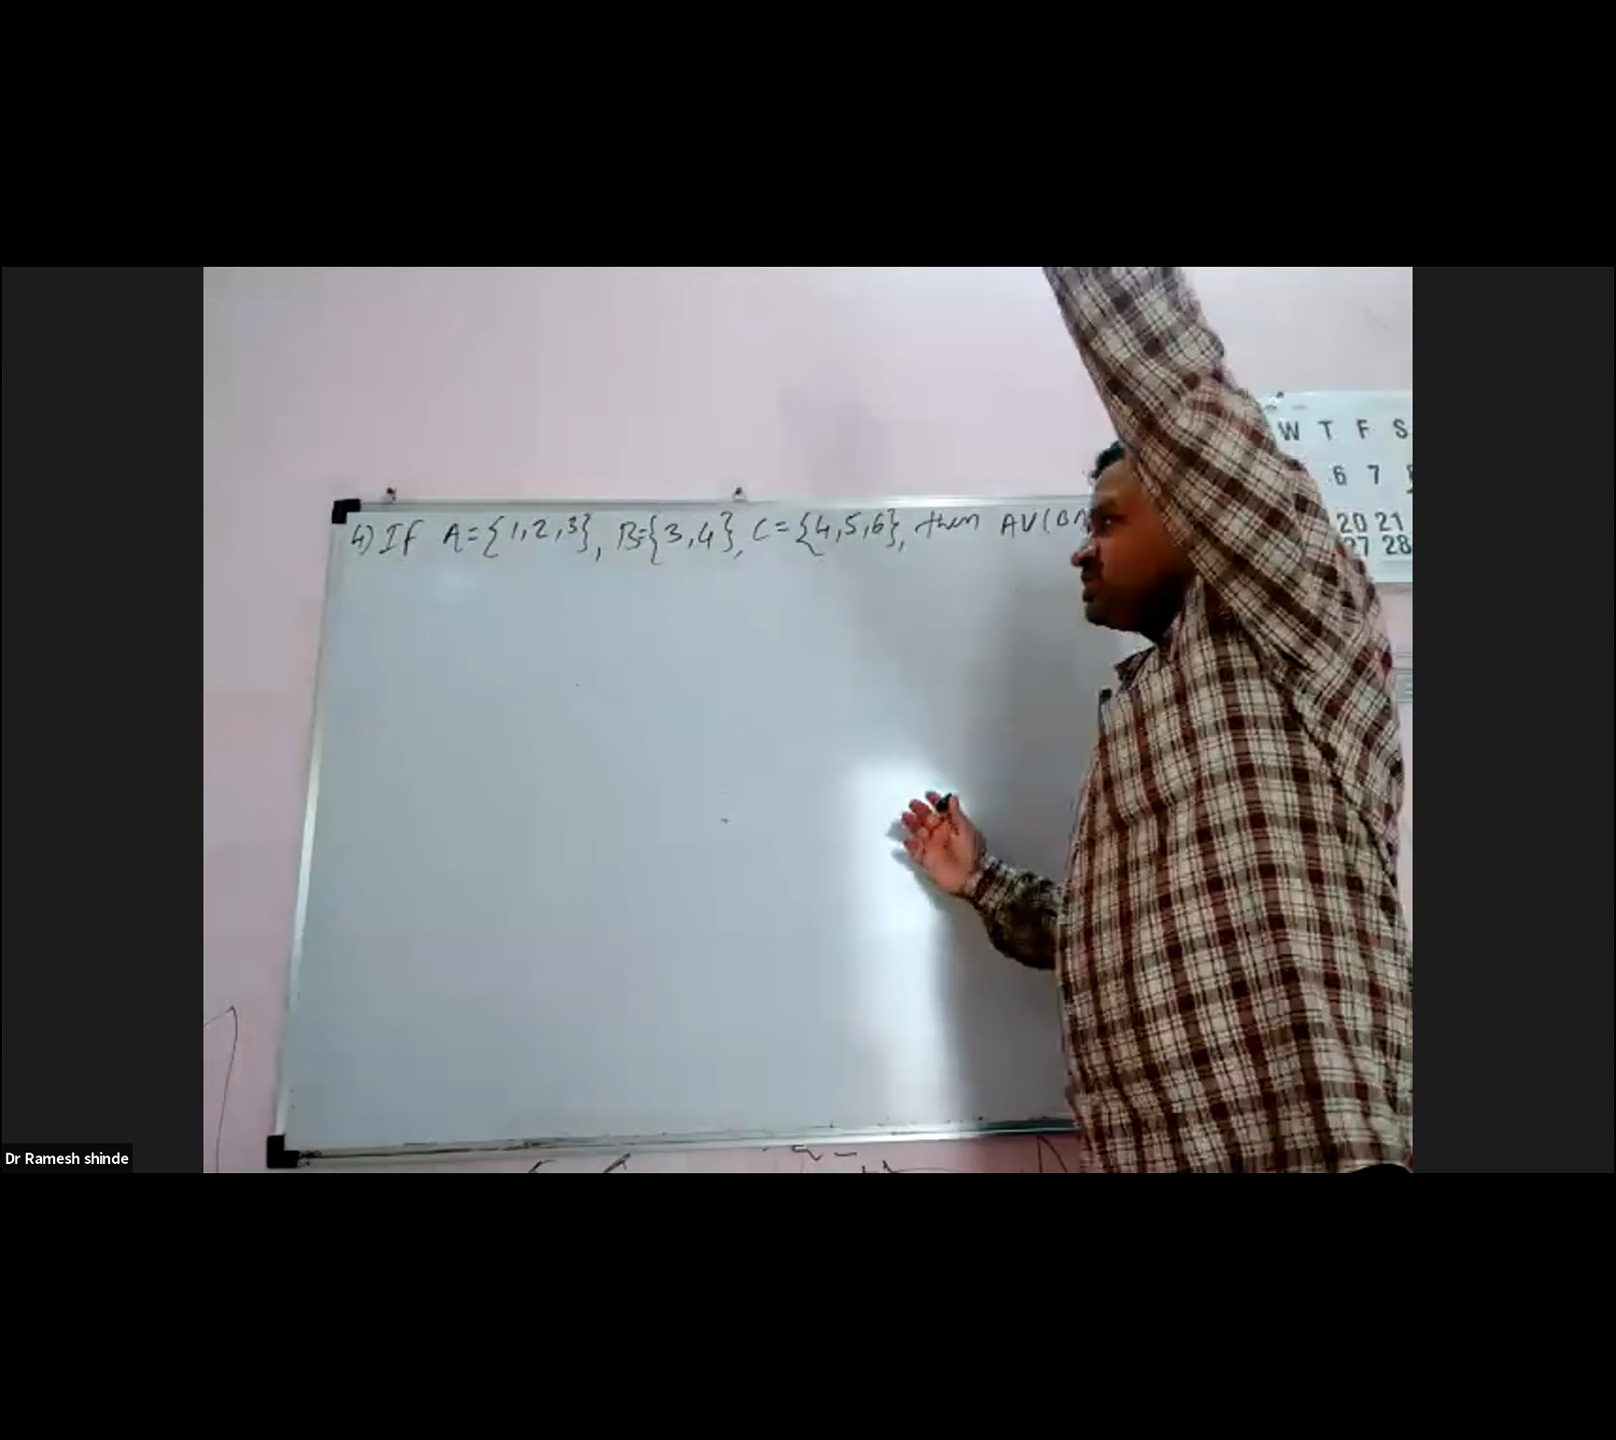 4) If A={1,2,3}, B={3,4}, C={4,5,6}, then AU(B∩
W T F S
6 7
20 21
27 28
Dr Ramesh shinde